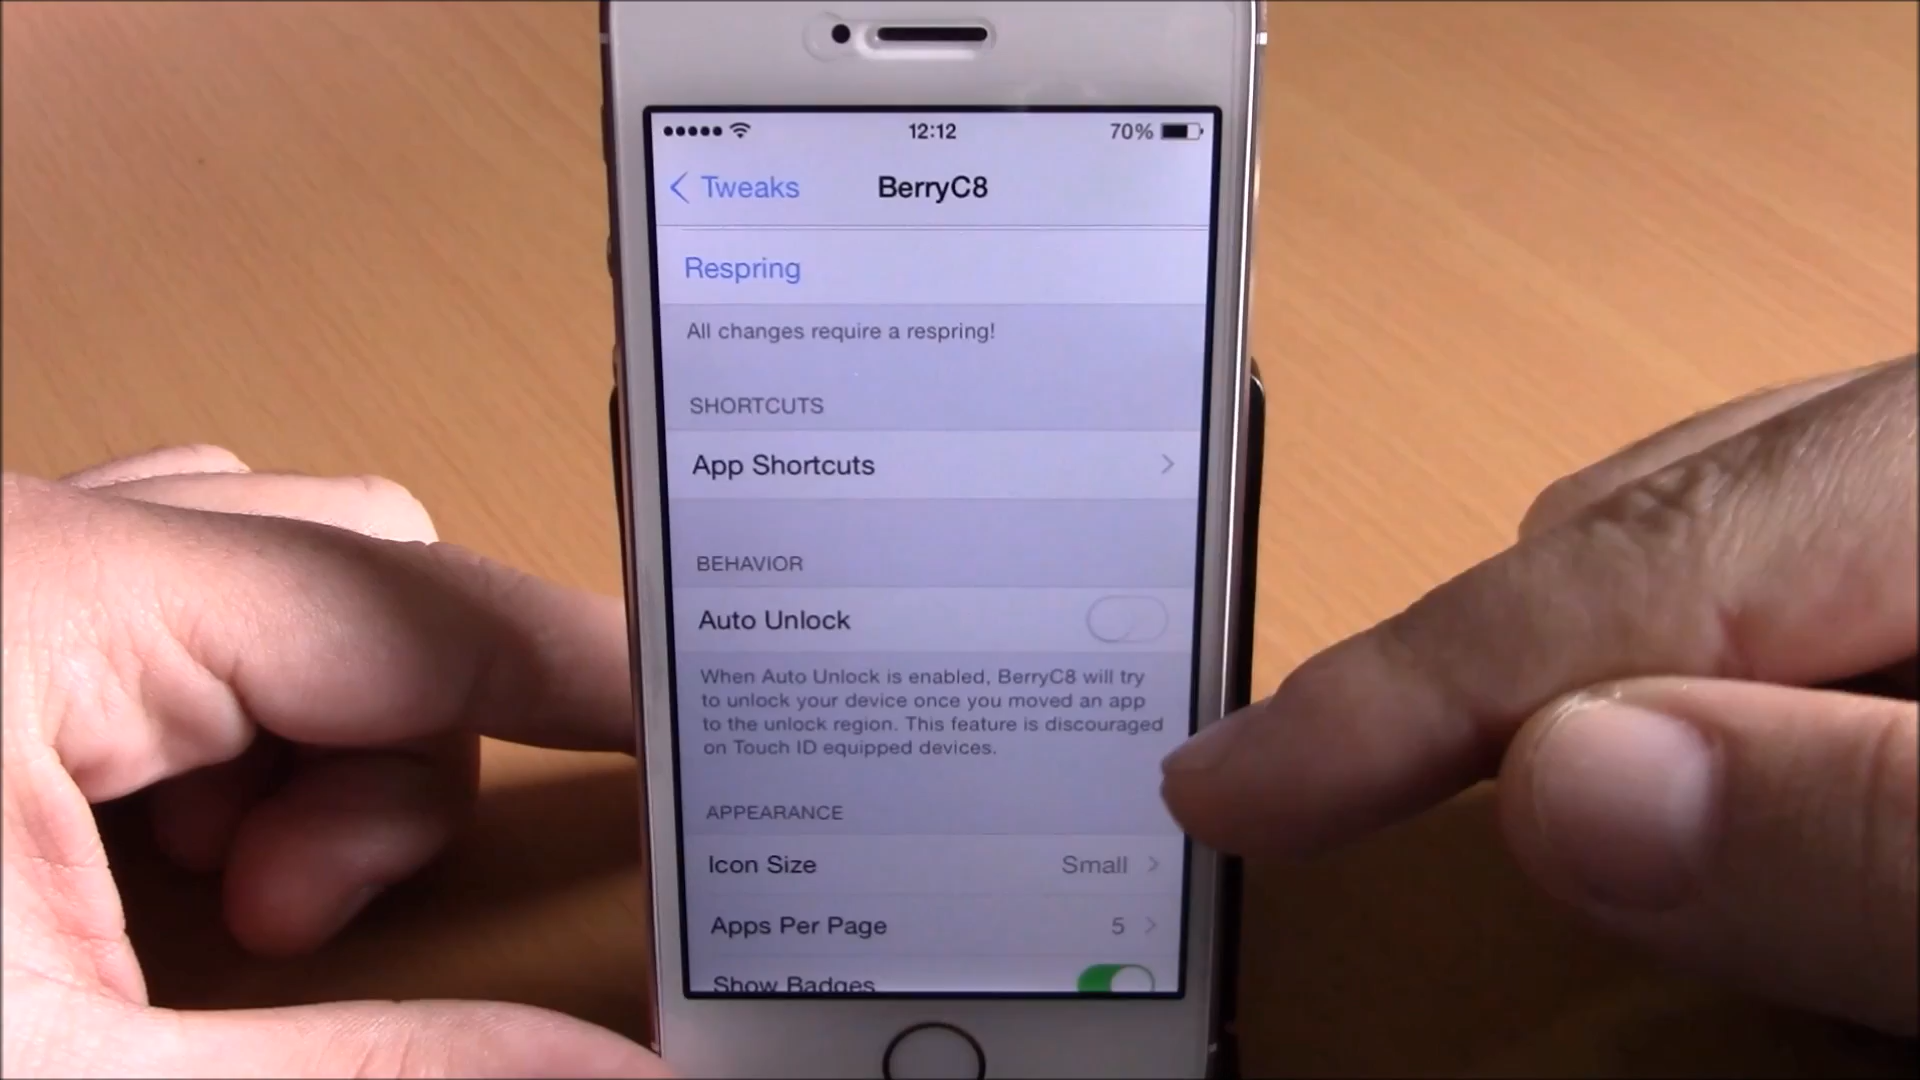 12:12
70%
Tweaks
BerryC8
Respring
All changes require a respring!
SHORTCUTS
App Shortcuts
BEHAVIOR
Auto Unlock
When Auto Unlock is enabled, BerryC8 will try
to unlock your device once you moved an app
to the unlock region. This feature is discouraged
on Touch ID equipped devices.
APPEARANCE
Icon Size
Small
Apps Per Page
5
Show Badges